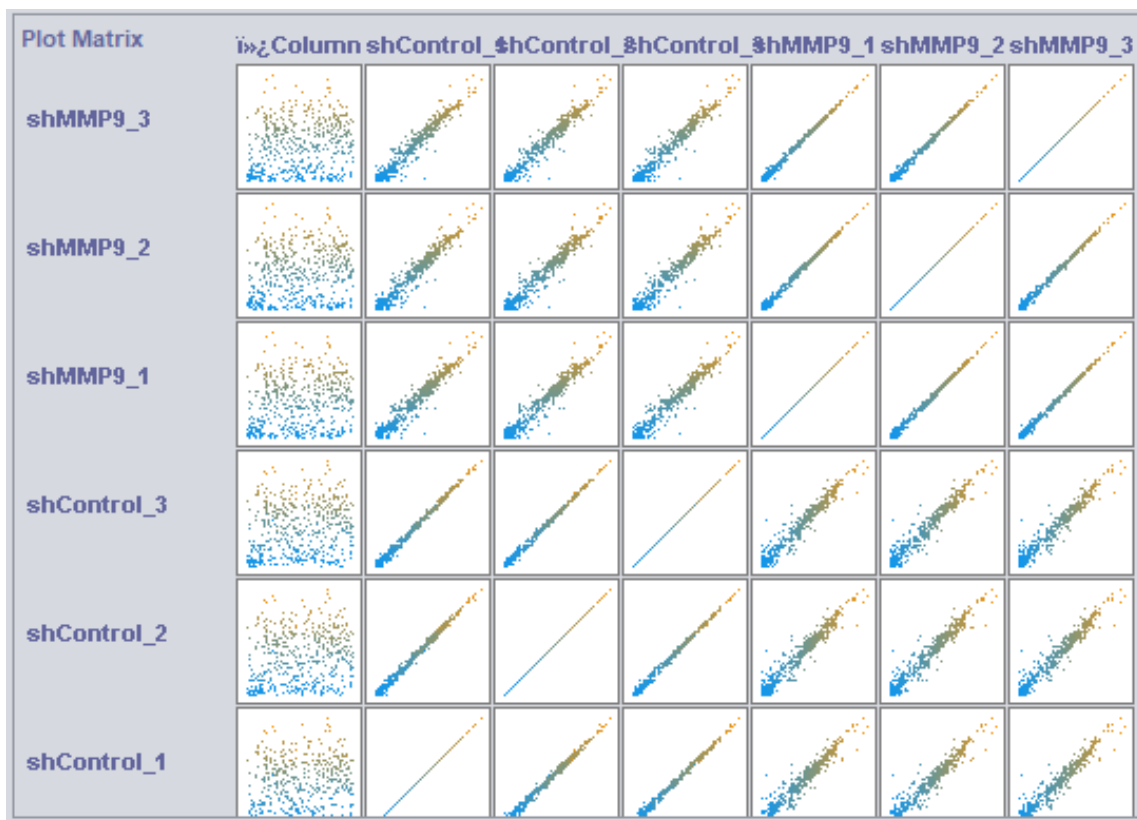 Plot Matrix
ï»¿Column shControl_ shControl_ shControl_ shMMP9_1 shMMP9_2 shMMP9_3
shMMP9_3
shMMP9_2
shMMP9_1
shControl_3
shControl_2
shControl_1